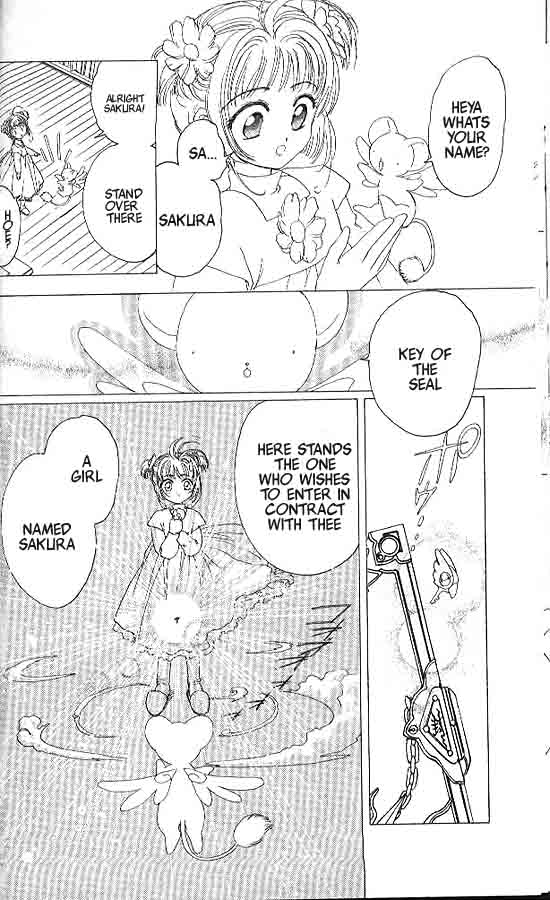 HEYA
WHATS
YOUR
NAME?
SA...
SAKURA
ALRIGHT
SAKURA!
STAND
OVER
THERE
HOE?
KEY OF
THE
SEAL
HERE STANDS
THE ONE
WHO WISHES
TO ENTER IN
CONTRACT
WITH THEE
A
GIRL
NAMED
SAKURA